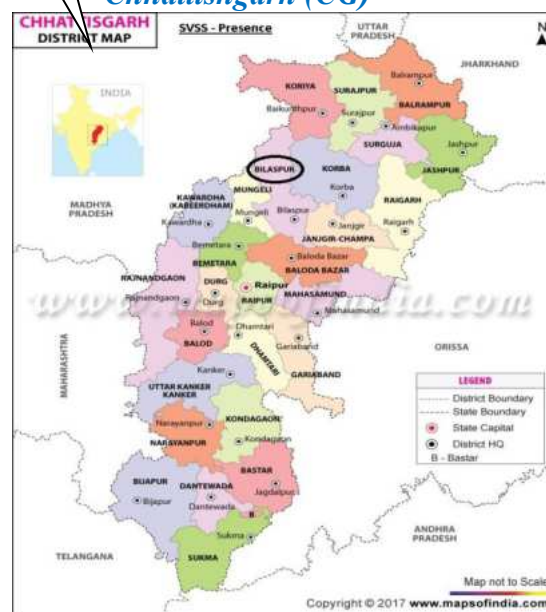 Chhattishgarh (CG)
CHHATTISGARH
DISTRICT MAP
SVSS - Presence
UTTAR
PRADESH
N
JHARKHAND
INDIA
KORIYA
Baikunthpur
SURAJPUR
Surajpur
Balrampur
BALRAMPUR
Ambikapur
SURGUJA
Jashpur
JASHPUR
BILASPUR
KORBA
Korba
MADHYA
PRADESH
MUNGELI
Mungeli
KAWARDHA
(KABEERDHAM)
Kawardha
Bilaspur
RAIGARH
Raigarh
Janjgir
JANJGIR-CHAMPA
Bemetara
BEMETARA
Baloda Bazar
BALODA BAZAR
RAJNANDGAON
Rajnandgaon
DURG
Durg
Raipur
RAIPUR
MAHASAMUND
Mahasamund
www.mapsofindia.com
Balod
BALOD
Dhamtari
DHAMTARI
Gariaband
GARIABAND
MAHARASHTRA
ORISSA
Kanker
UTTAR KANKER
KANKER
KONDAGAON
Kondagaon
Narayanpur
NARAYANPUR
LEGEND
District Boundary
State Boundary
State Capital
District HQ
B - Bastar
BASTAR
Jagdalpur
BIJAPUR
Bijapur
DANTEWADA
Dantewada
B
Sukma
SUKMA
TELANGANA
ANDHRA
PRADESH
Map not to Scale
Copyright © 2017 www.mapsofindia.com